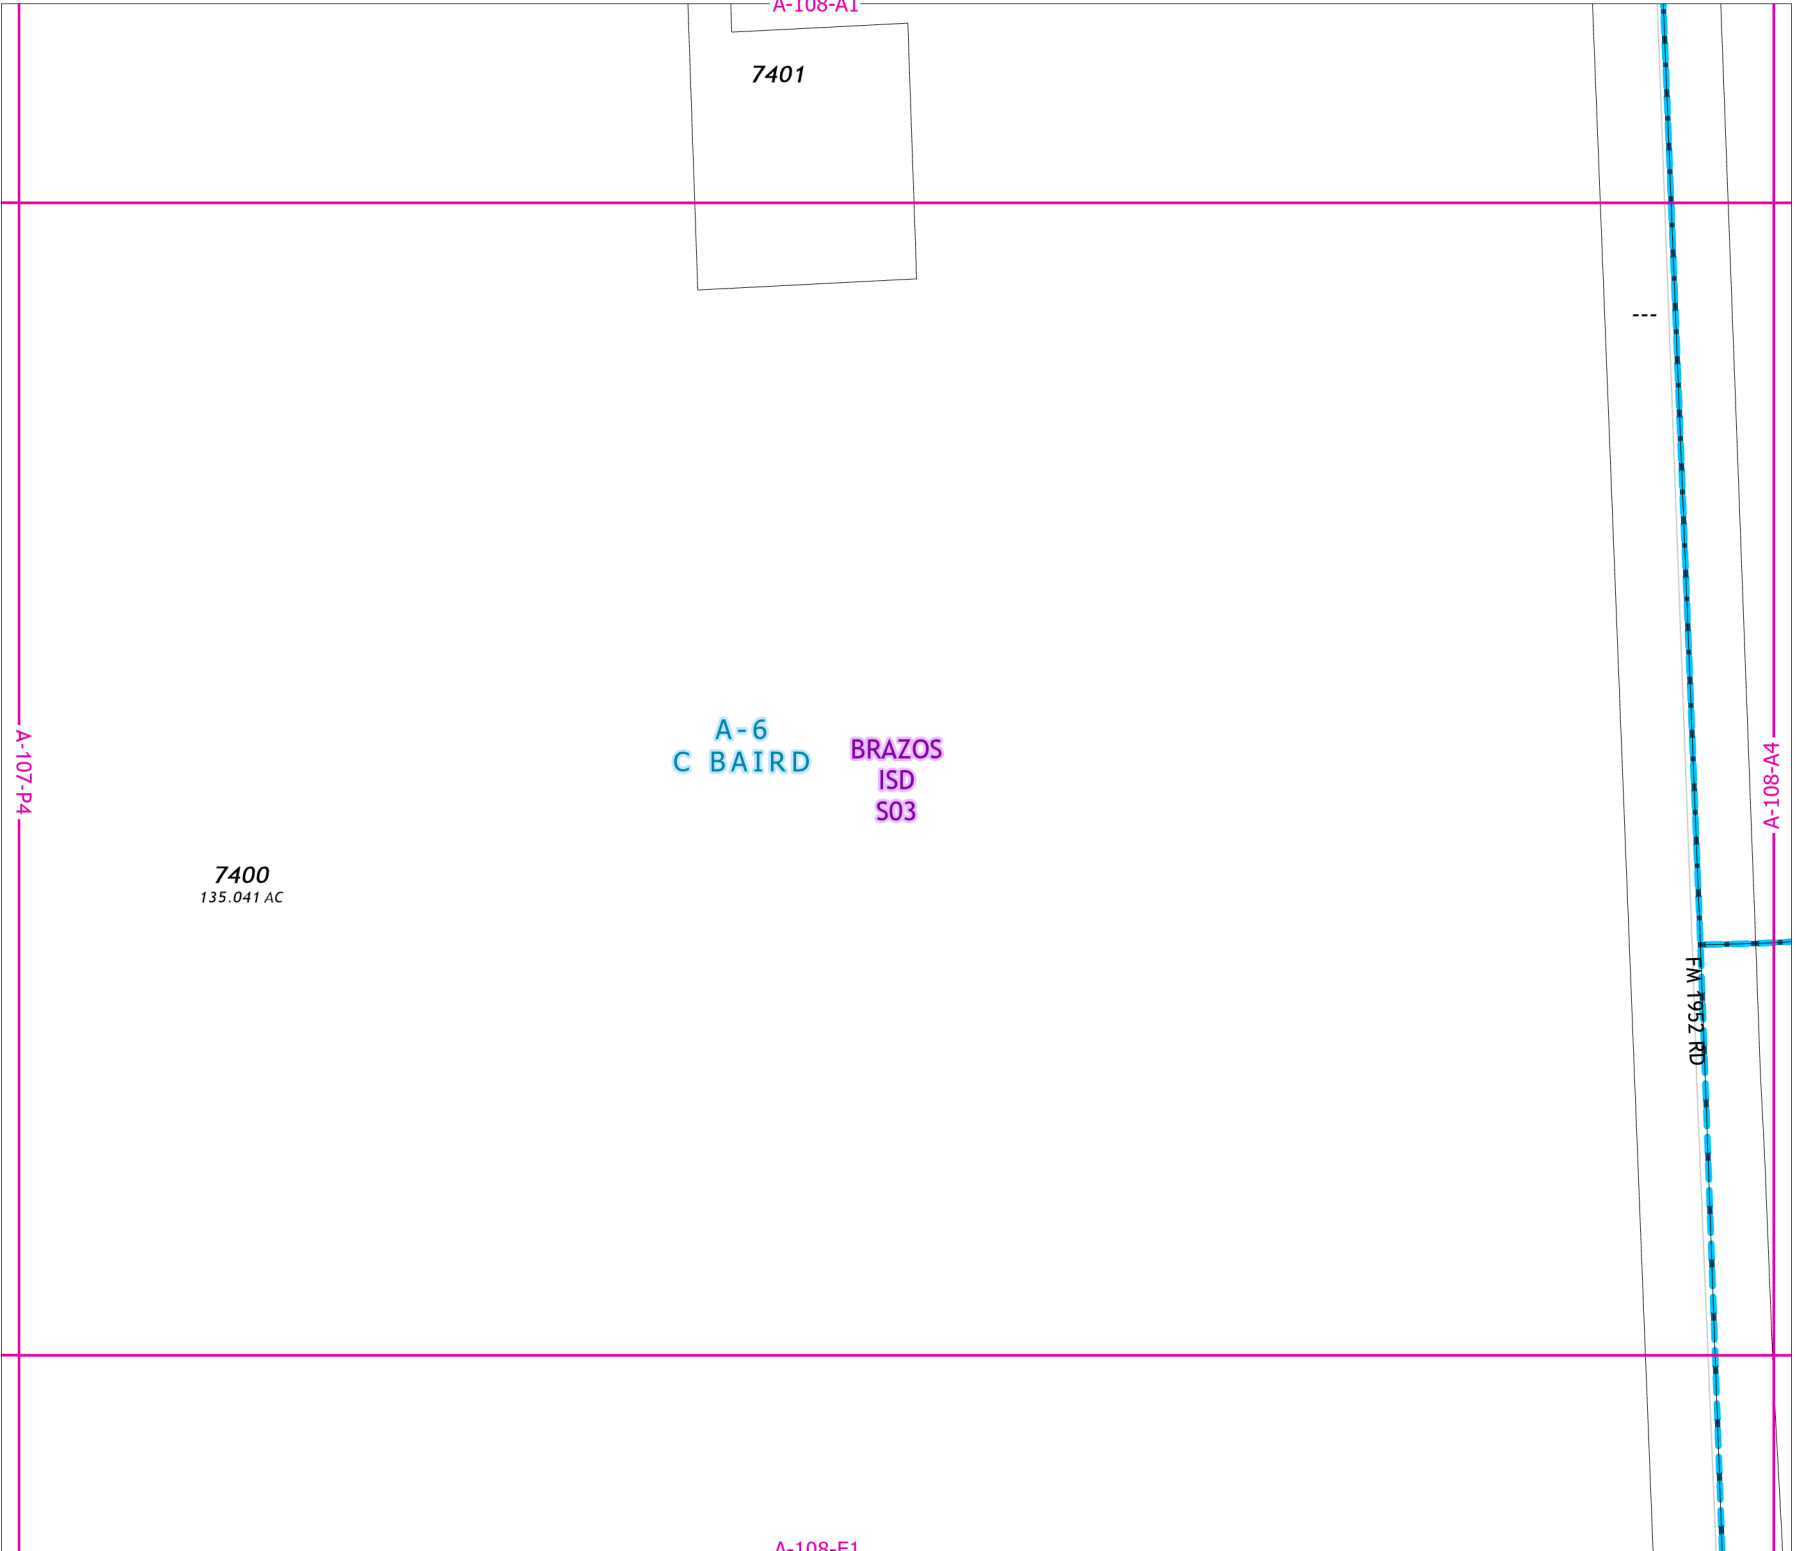 A-108-A1
7401
---
A-6
C BAIRD
BRAZOS
ISD
S03
A-107-P4
A-108-A4
7400
135.041 AC
FM 1952 RD
A-108-E1